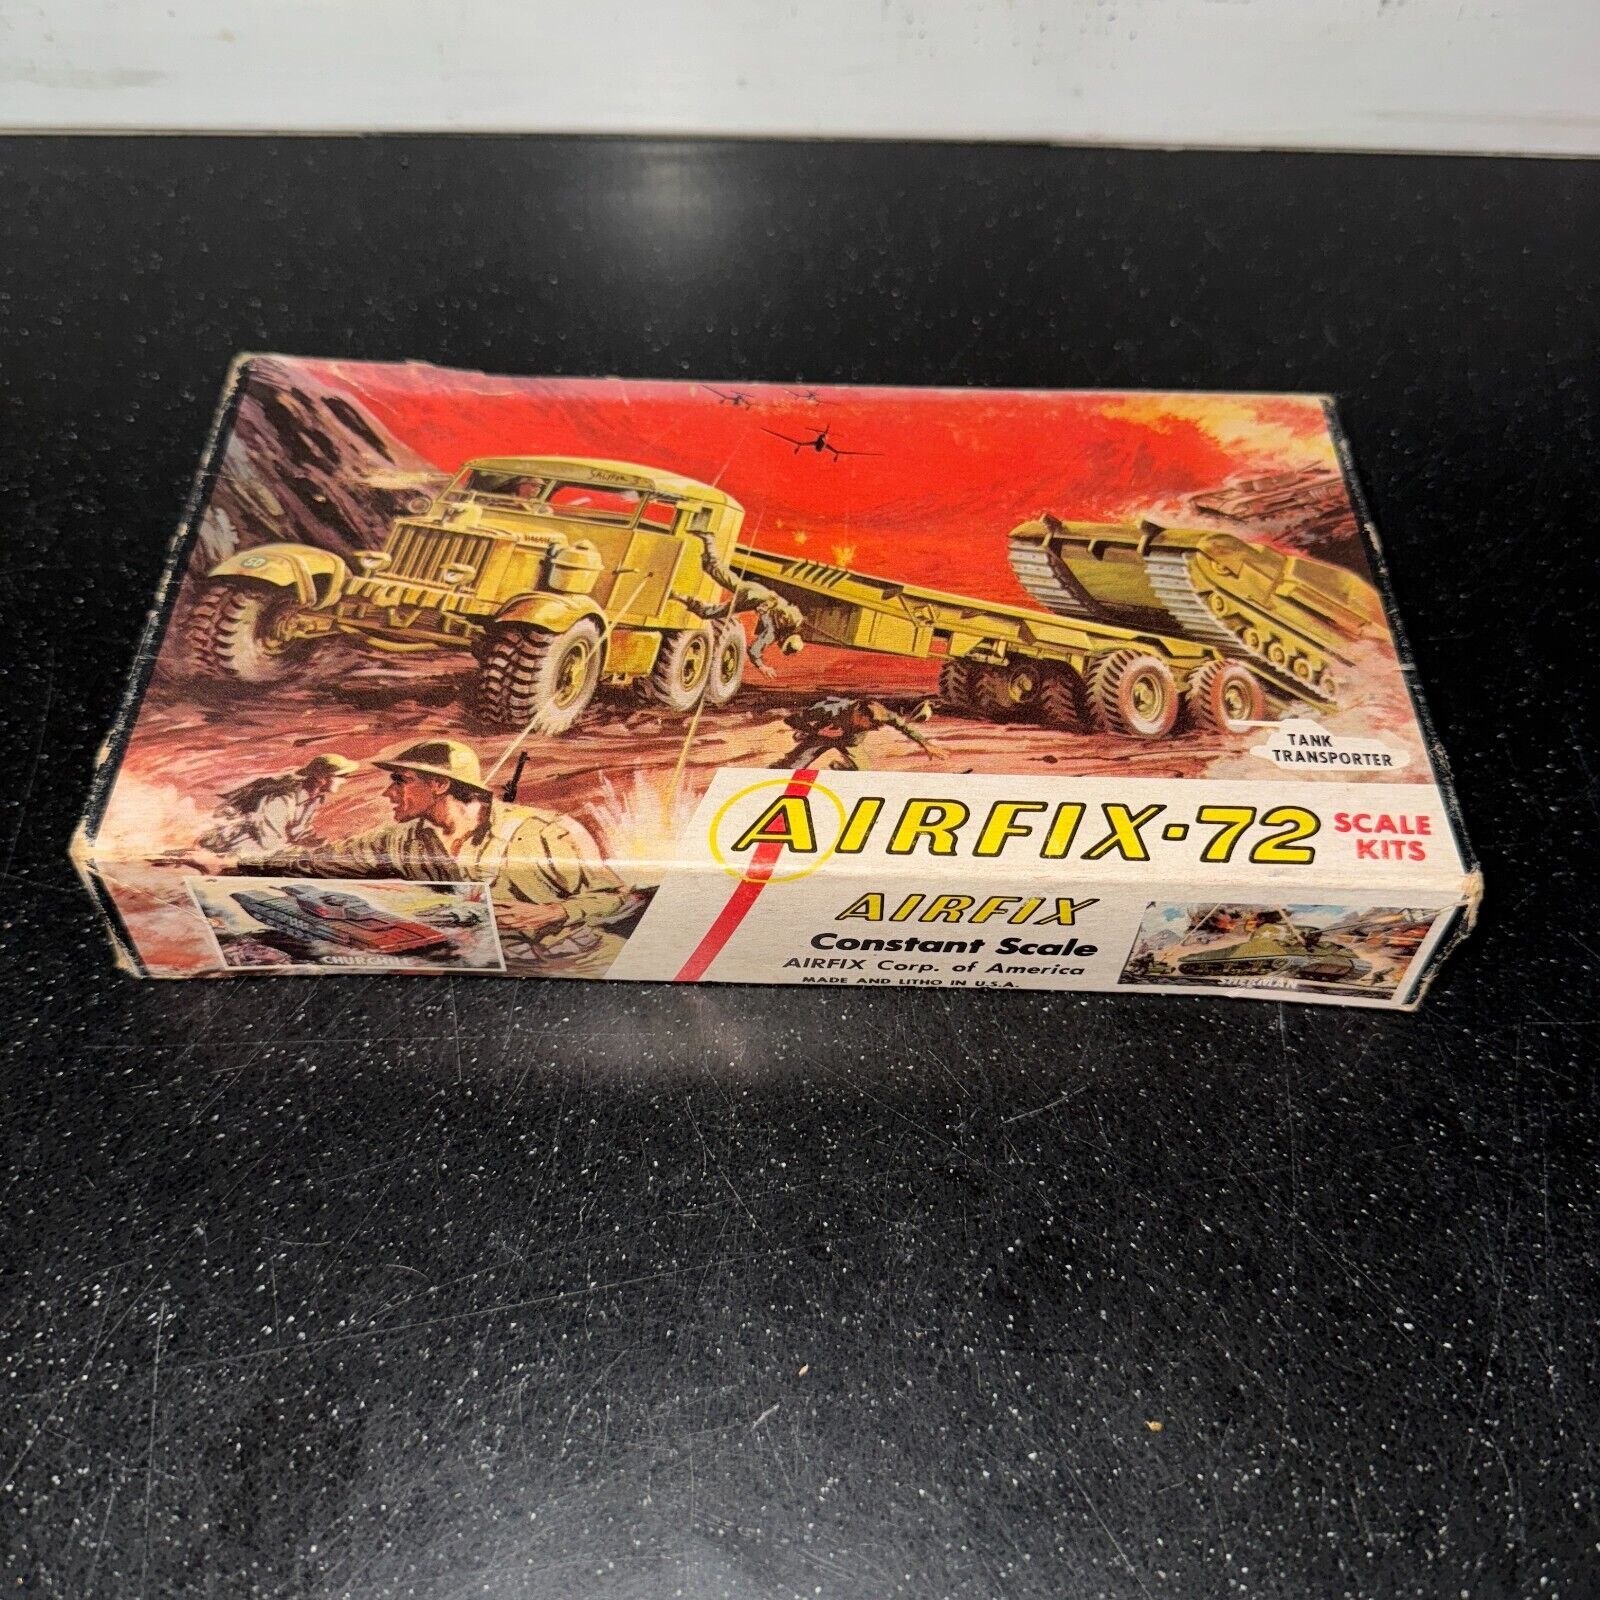 50
TANK
TRANSPORTER
AIRFIX-72
SCALE
KITS
AIRFIX
Constant Scale
AIRFIX Corp. of America
MADE AND LITHO IN U.S.A.
CHURCHILL
SHERMAN